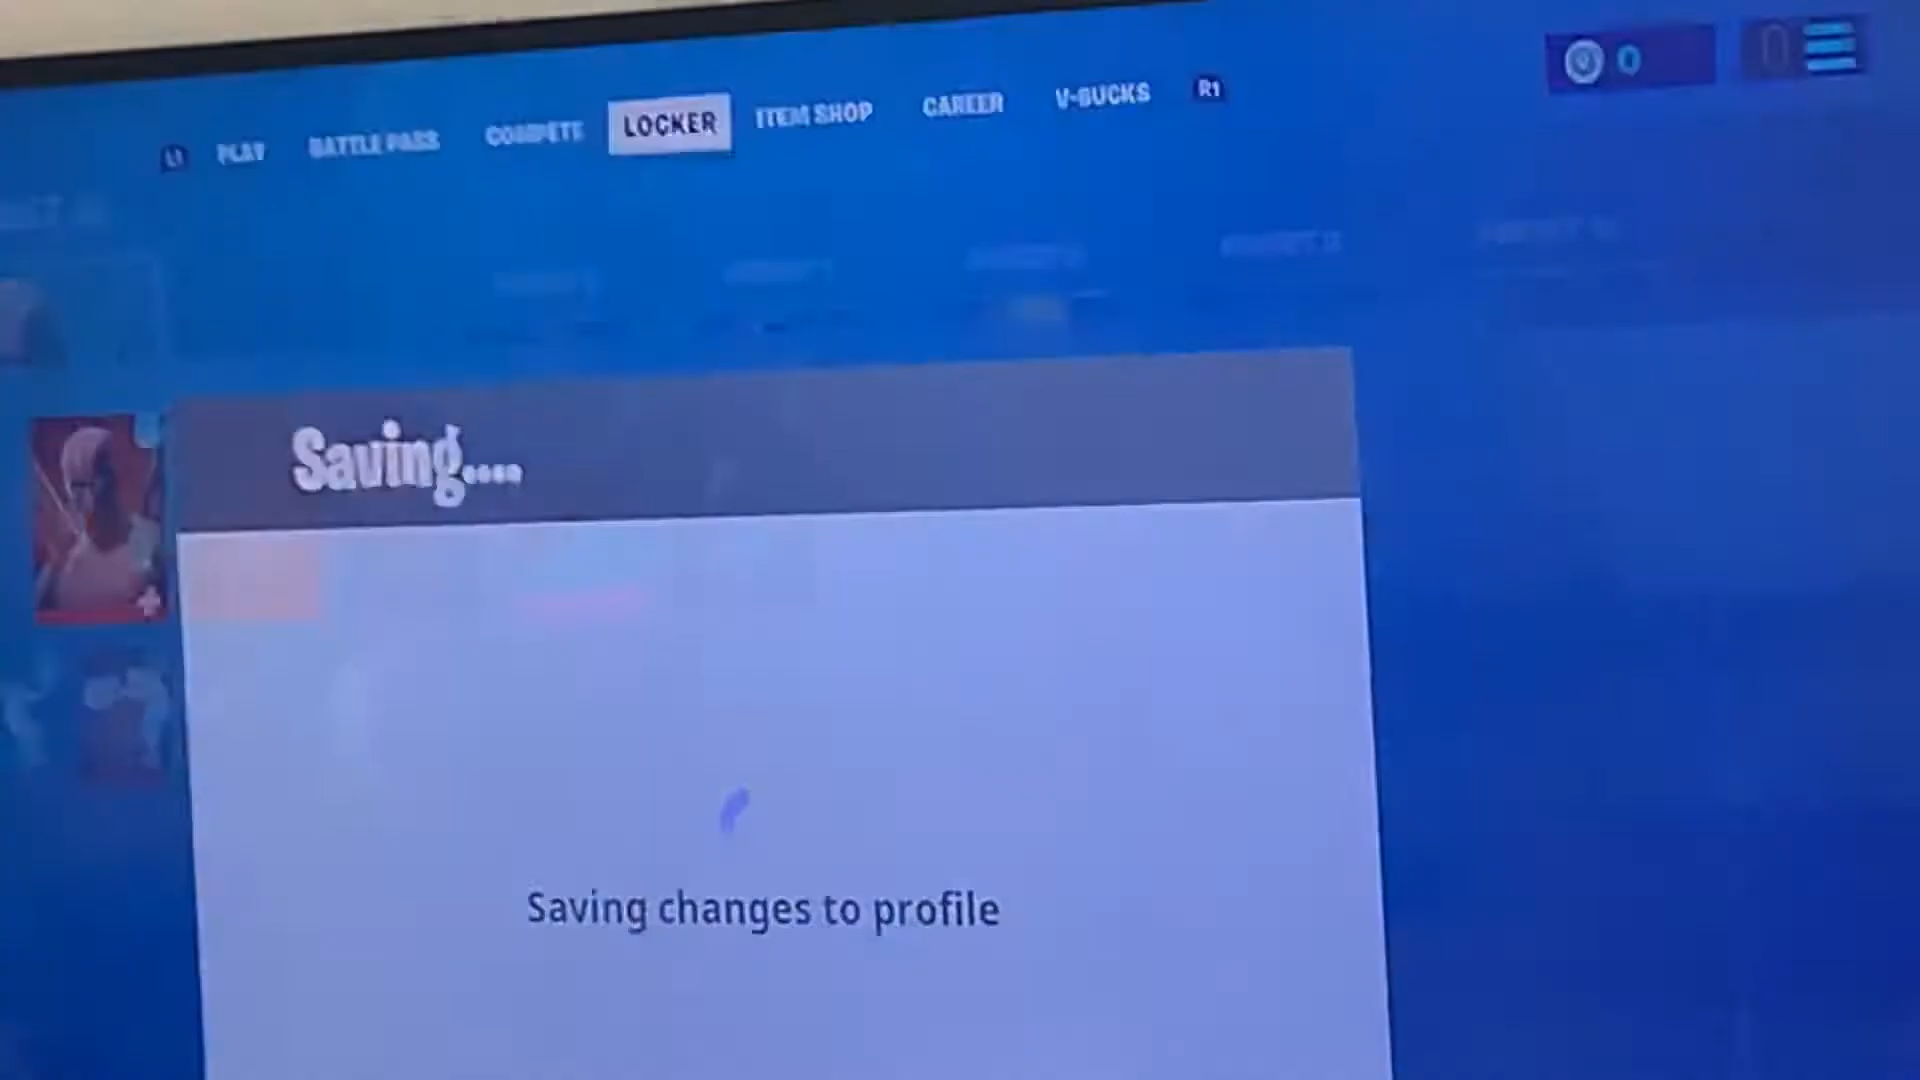 L1 PLAY BATTLE PASS COMPETE LOCKER ITEM SHOP CAREER V-BUCKS R1 0
Saving....
Saving changes to profile